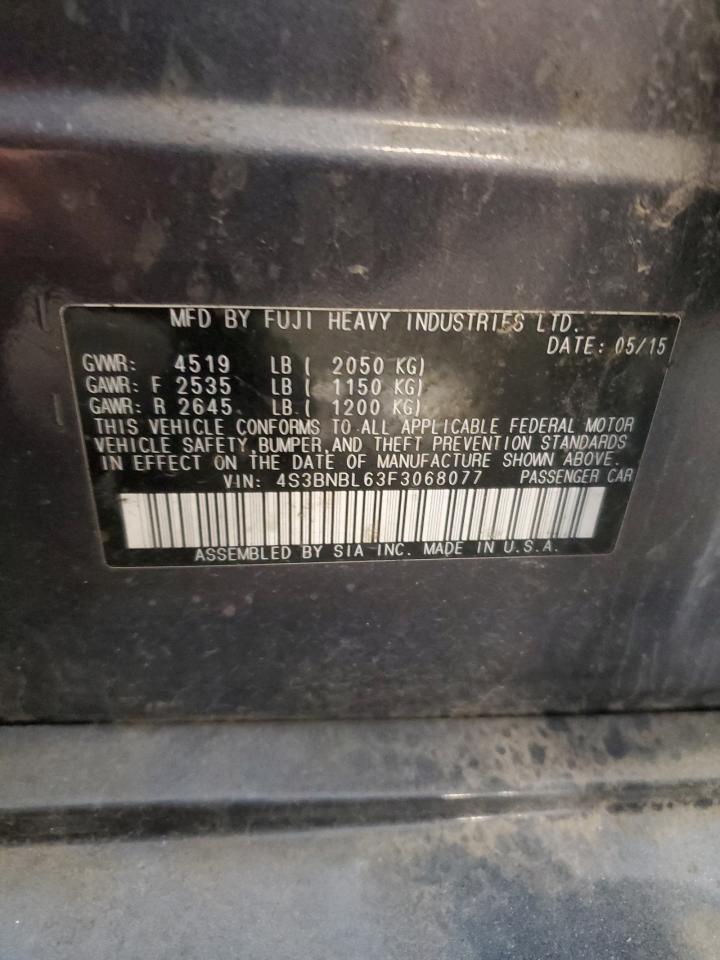 MFD BY FUJI HEAVY INDUSTRIES LTD.
DATE: 05/15
GVWR: 4519 LB ( 2050 KG)
GAWR: F 2535 LB ( 1150 KG)
GAWR: R 2645 LB ( 1200 KG)
THIS VEHICLE CONFORMS TO ALL APPLICABLE FEDERAL MOTOR
VEHICLE SAFETY, BUMPER, AND THEFT PREVENTION STANDARDS
IN EFFECT ON THE DATE OF MANUFACTURE SHOWN ABOVE.
VIN: 4S3BNBL63F3068077 PASSENGER CAR
ASSEMBLED BY SIA INC. MADE IN U.S.A.